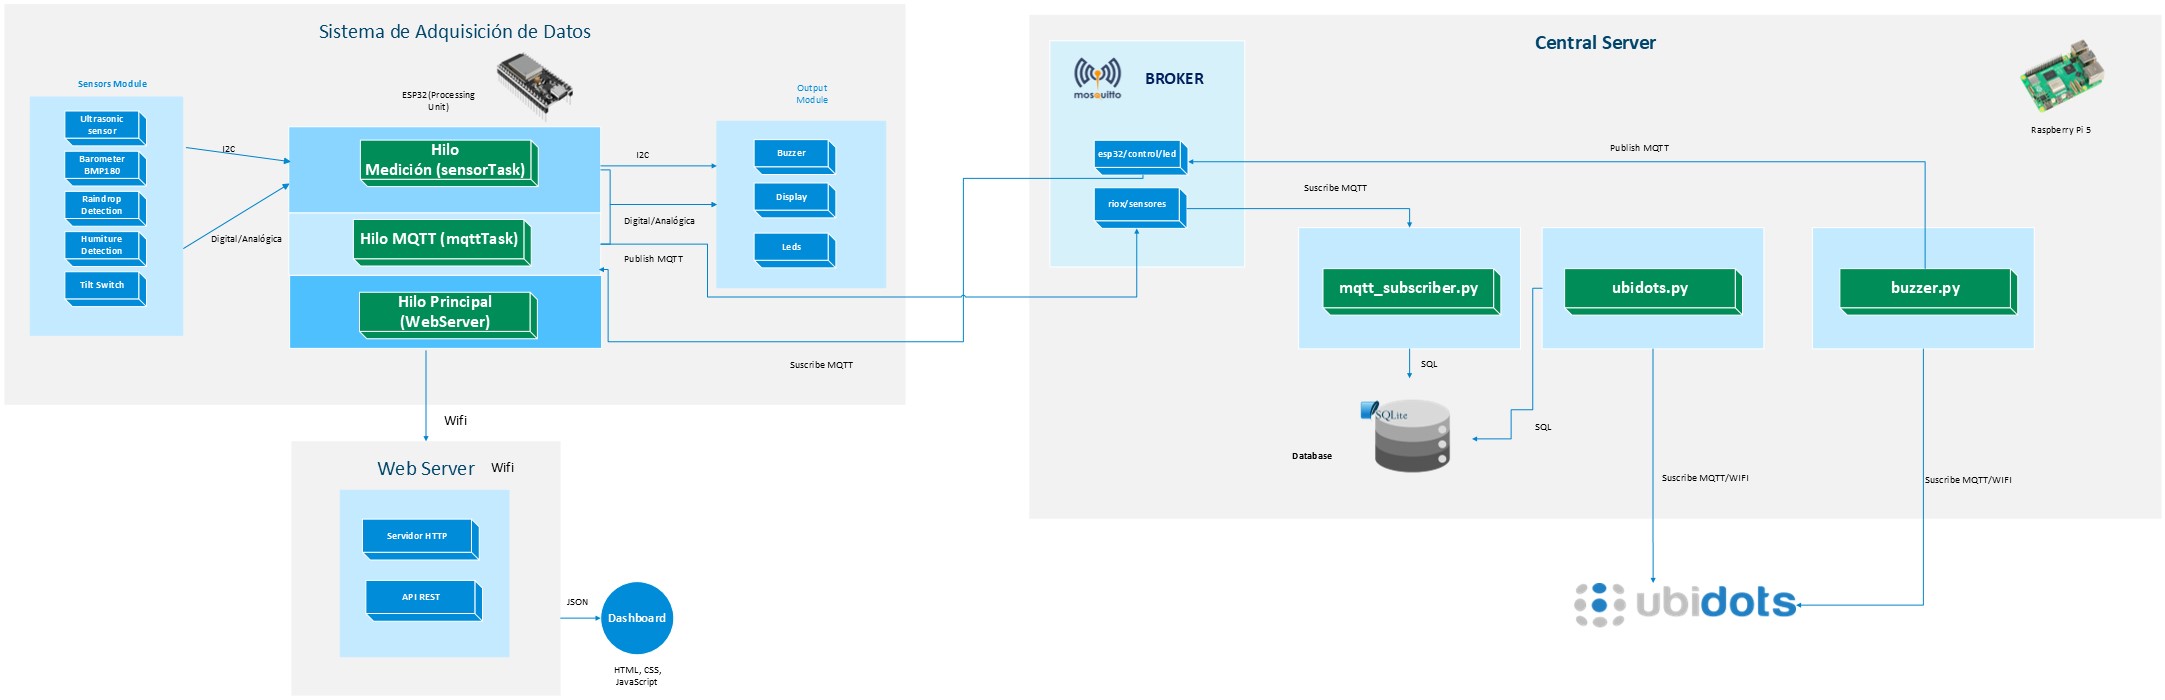 Sistema de Adquisición de Datos
Sensors Module
Ultrasonic
sensor
Barometer
BMP180
Raindrop
Detection
Humiture
Detection
Tilt Switch
I2C
Digital/Analógica
ESP32 (Processing
Unit)
Hilo
Medición (sensorTask)
Hilo MQTT (mqttTask)
Hilo Principal
(WebServer)
I2C
Digital/Analógica
Publish MQTT
Output
Module
Buzzer
Display
Leds
Suscribe MQTT
Wifi
Web Server
Wifi
Servidor HTTP
API REST
JSON
Dashboard
HTML, CSS,
JavaScript
Central Server
mosquitto
BROKER
esp32/control/led
riox/sensores
Raspberry Pi 5
Publish MQTT
Suscribe MQTT
mqtt_subscriber.py
ubidots.py
buzzer.py
SQL
SQLite
Database
SQL
Suscribe MQTT/WIFI
Suscribe MQTT/WIFI
ubidots